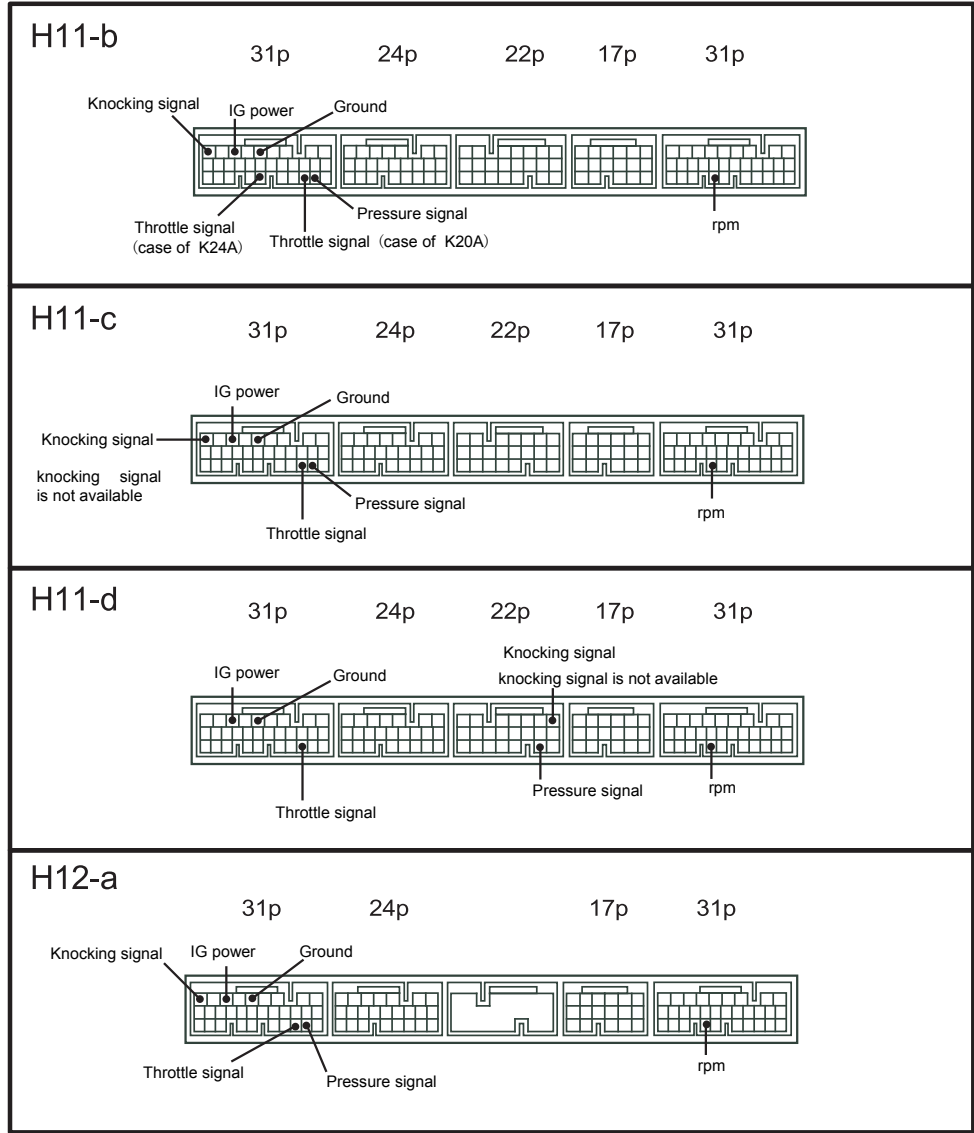 H11-b
31p 24p 22p 17p 31p
Knocking signal
IG power
Ground
Pressure signal
Throttle signal
(case of K24A)
Throttle signal (case of K20A)
rpm
H11-c
31p 24p 22p 17p 31p
IG power
Ground
Knocking signal
knocking signal
is not available
Pressure signal
Throttle signal
rpm
H11-d
31p 24p 22p 17p 31p
Knocking signal
knocking signal is not available
IG power
Ground
Pressure signal
rpm
Throttle signal
H12-a
31p 24p 17p 31p
Knocking signal
IG power
Ground
Throttle signal
Pressure signal
rpm